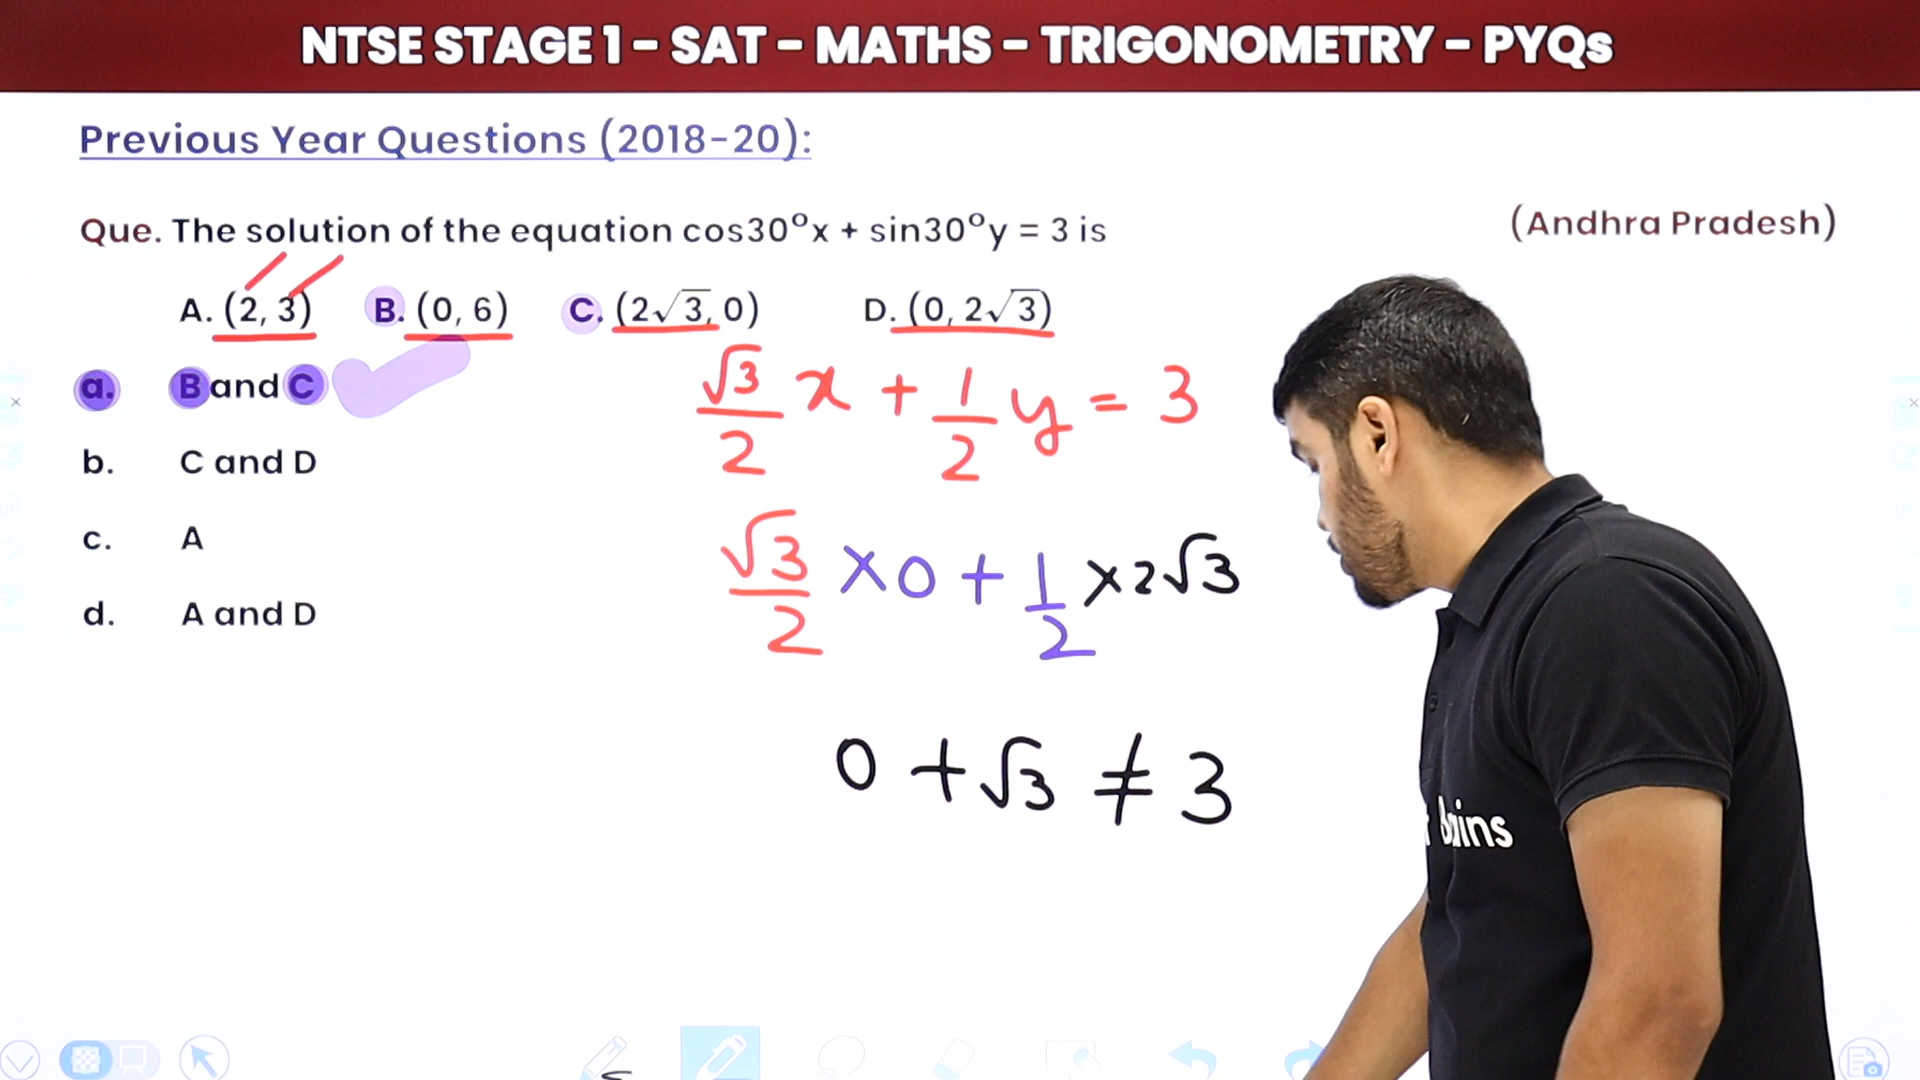 NTSE STAGE 1 – SAT – MATHS – TRIGONOMETRY – PYQs
Previous Year Questions (2018-20):
Que. The solution of the equation cos30°x + sin30°y = 3 is
(Andhra Pradesh)
A. (2, 3) B. (0, 6) C. (2√3, 0) D. (0, 2√3)
a. B and C
b. C and D
c. A
d. A and D
√3/2 x + 1/2 y = 3
√3/2 × 0 + 1/2 × 2√3
0 + √3 ≠ 3